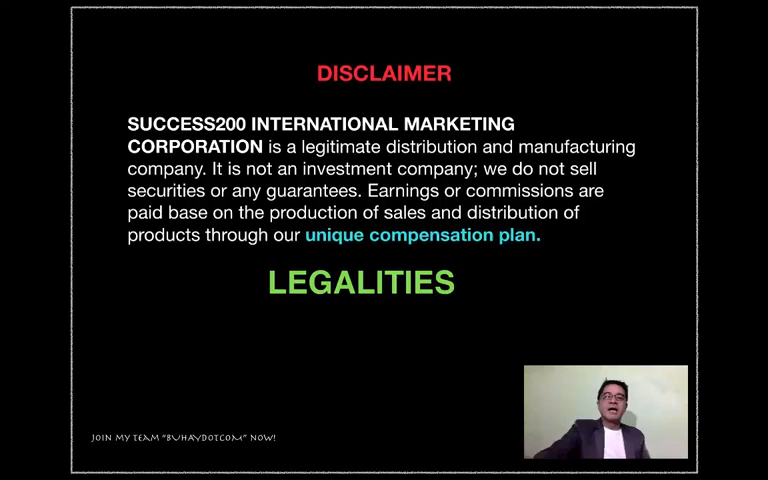 DISCLAIMER
SUCCESS200 INTERNATIONAL MARKETING
CORPORATION is a legitimate distribution and manufacturing
company. It is not an investment company; we do not sell
securities or any guarantees. Earnings or commissions are
paid base on the production of sales and distribution of
products through our unique compensation plan.
LEGALITIES
JOIN MY TEAM "BUHAYDOTCOM" NOW!